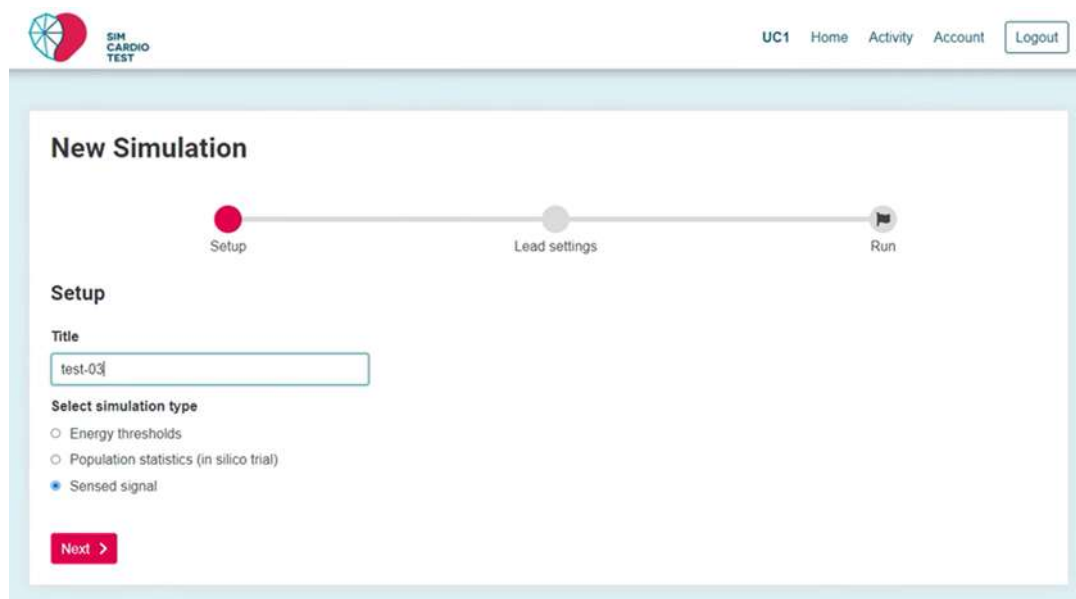 SIM
CARDIO
TEST
UC1 Home Activity Account Logout
New Simulation
Setup Lead settings Run
Setup
Title
test-03
Select simulation type
Energy thresholds
Population statistics (in silico trial)
Sensed signal
Next